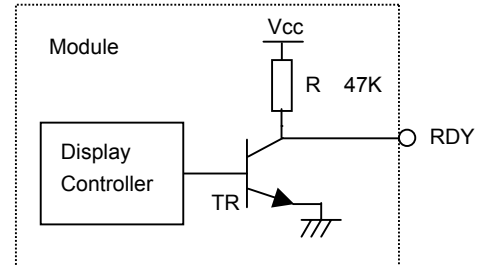 Vcc
Module
R 47K
RDY
Display
Controller
TR